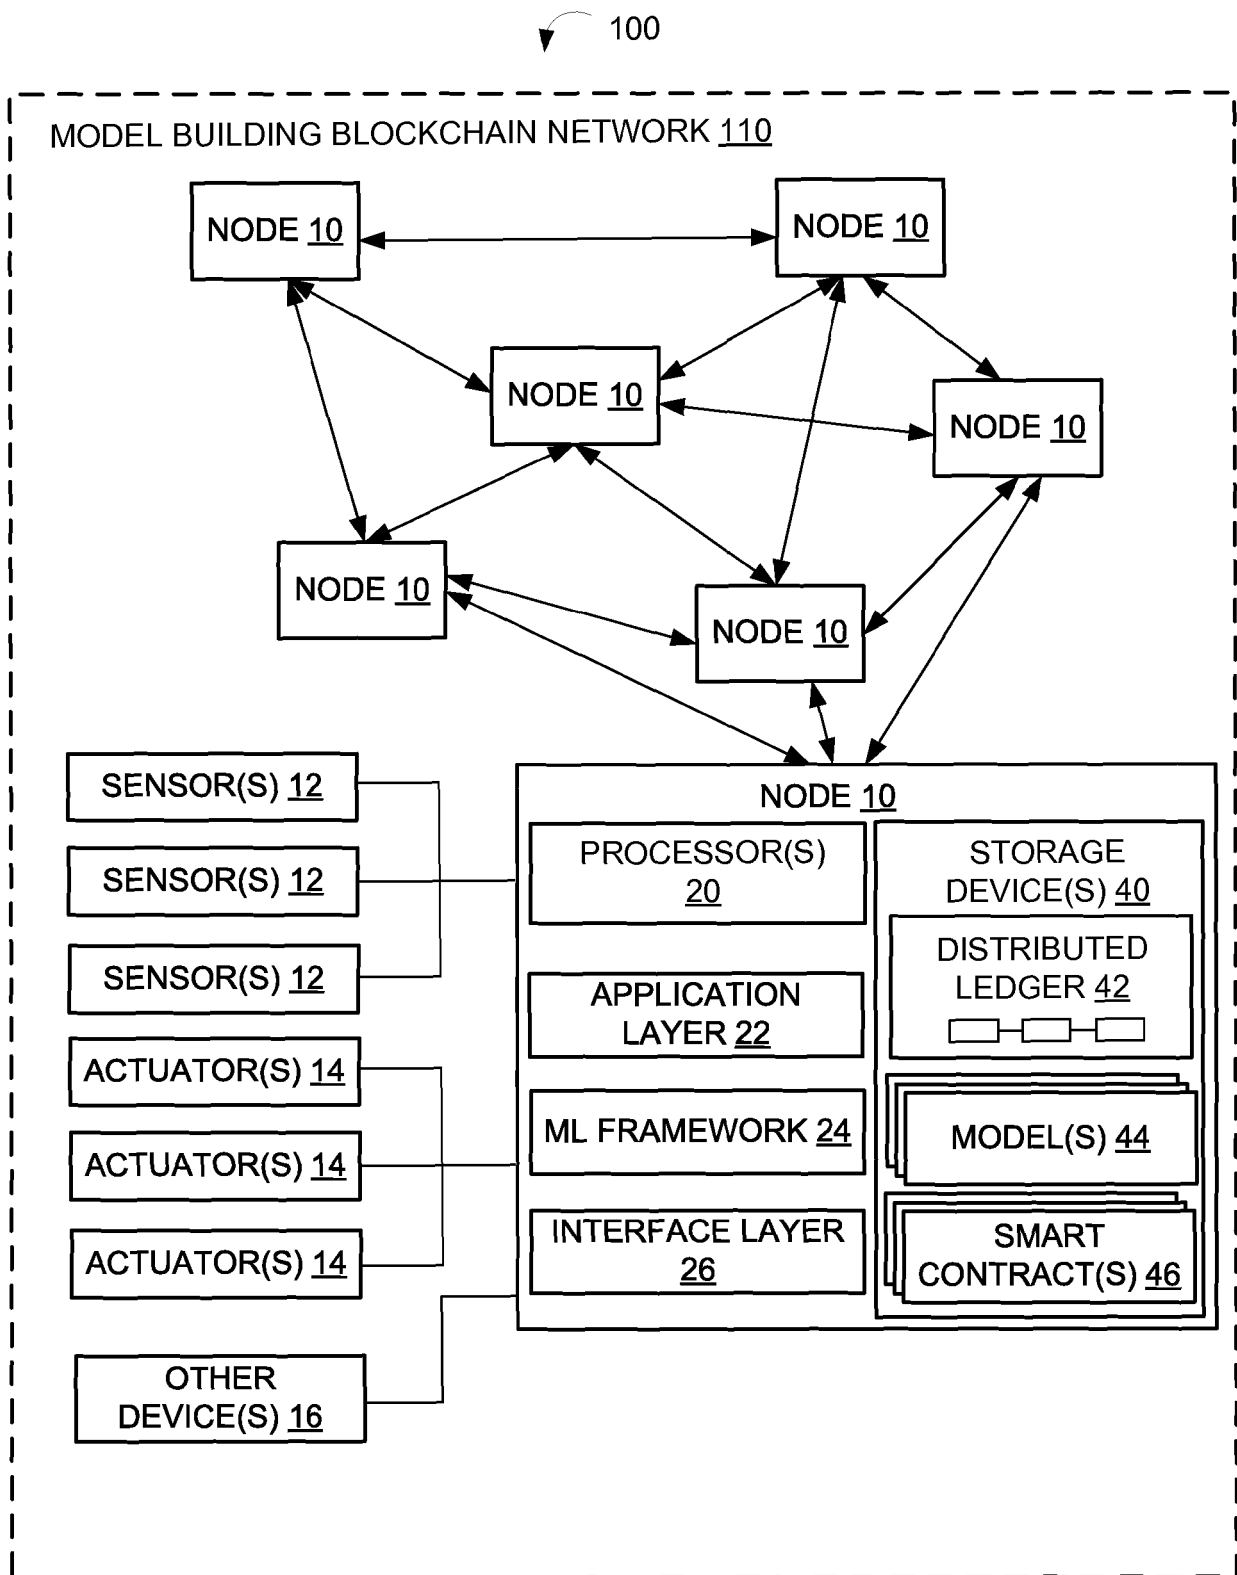 100
MODEL BUILDING BLOCKCHAIN NETWORK 110
NODE 10
NODE 10
NODE 10
NODE 10
NODE 10
NODE 10
SENSOR(S) 12
SENSOR(S) 12
SENSOR(S) 12
ACTUATOR(S) 14
ACTUATOR(S) 14
ACTUATOR(S) 14
OTHER
DEVICE(S) 16
NODE 10
PROCESSOR(S)
20
APPLICATION
LAYER 22
ML FRAMEWORK 24
INTERFACE LAYER
26
STORAGE
DEVICE(S) 40
DISTRIBUTED
LEDGER 42
MODEL(S) 44
SMART
CONTRACT(S) 46